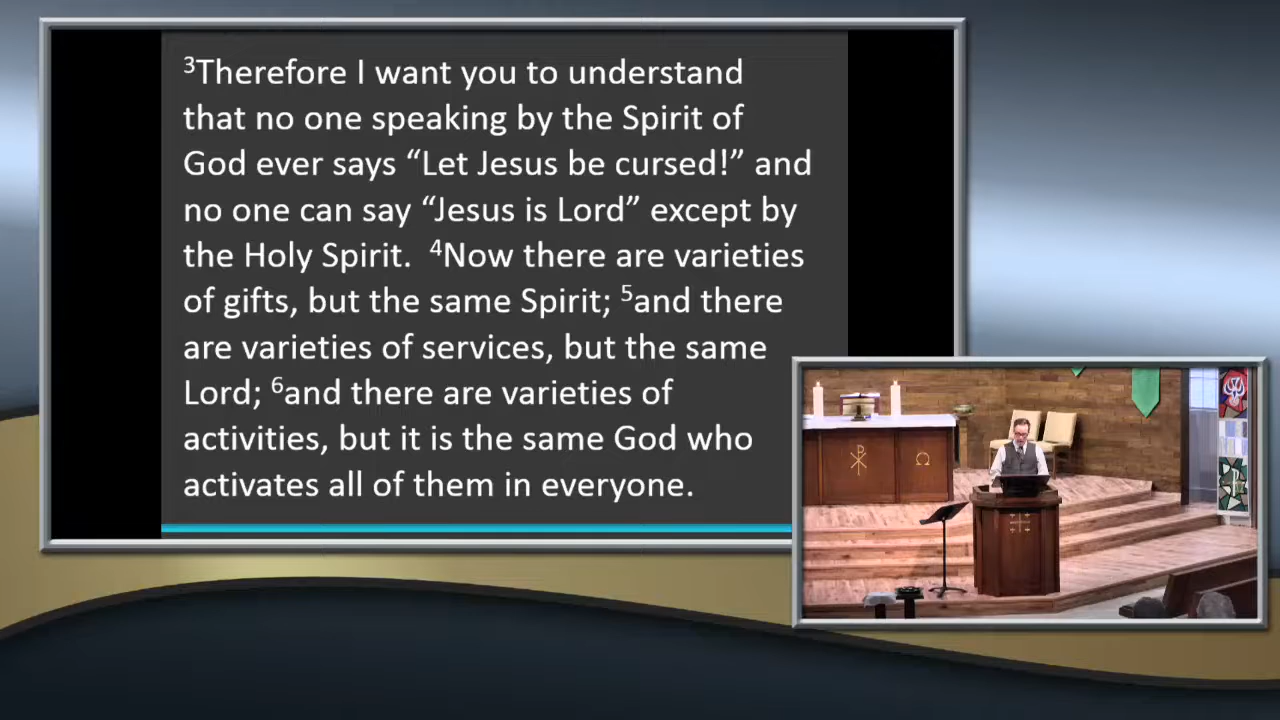 ³Therefore I want you to understand
that no one speaking by the Spirit of
God ever says “Let Jesus be cursed!” and
no one can say “Jesus is Lord” except by
the Holy Spirit. ⁴Now there are varieties
of gifts, but the same Spirit; ⁵and there
are varieties of services, but the same
Lord; ⁶and there are varieties of
activities, but it is the same God who
activates all of them in everyone.
Ω